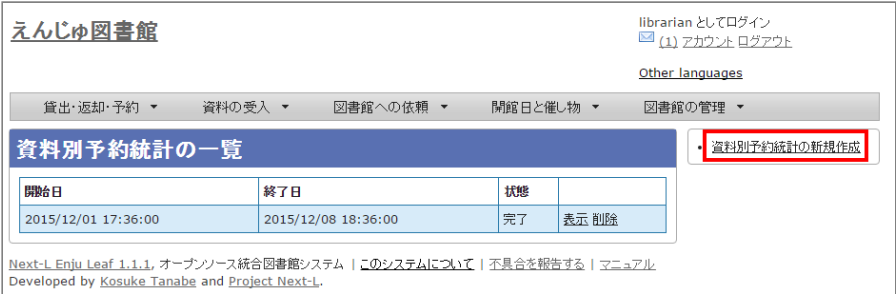 えんじゅ図書館
librarian としてログイン
(1) アカウント ログアウト
Other languages
貸出・返却・予約 ▼ 資料の受入 ▼ 図書館への依頼 ▼ 開館日と催し物 ▼ 図書館の管理 ▼
資料別予約統計の一覧
• 資料別予約統計の新規作成
開始日 終了日 状態
2015/12/01 17:36:00 2015/12/08 18:36:00 完了 表示 削除
Next-L Enju Leaf 1.1.1, オープンソース統合図書館システム | このシステムについて | 不具合を報告する | マニュアル
Developed by Kosuke Tanabe and Project Next-L.